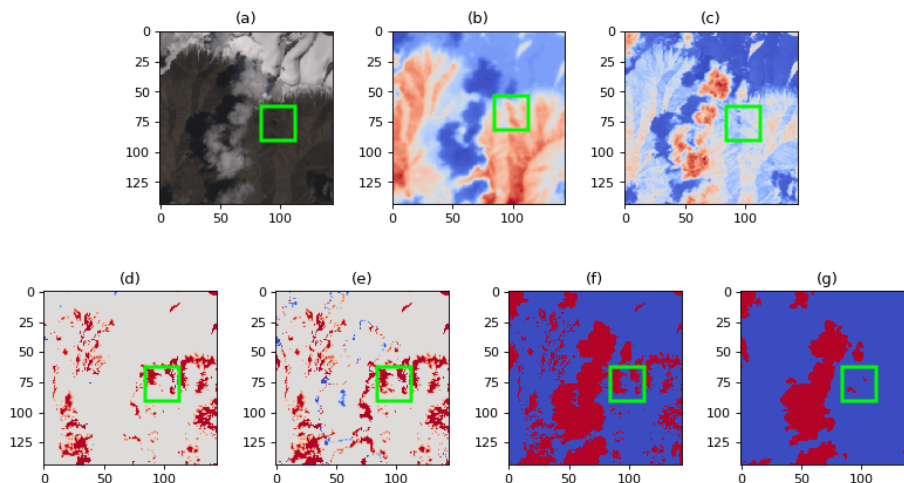 (a) (b) (c)
0 0 0
25 25 25
50 50 50
75 75 75
100 100 100
125 125 125
0 50 100 0 50 100 0 50 100
(d) (e) (f) (g)
0 0 0 0
25 25 25 25
50 50 50 50
75 75 75 75
100 100 100 100
125 125 125 125
0 50 100 0 50 100 0 50 100 0 50 100